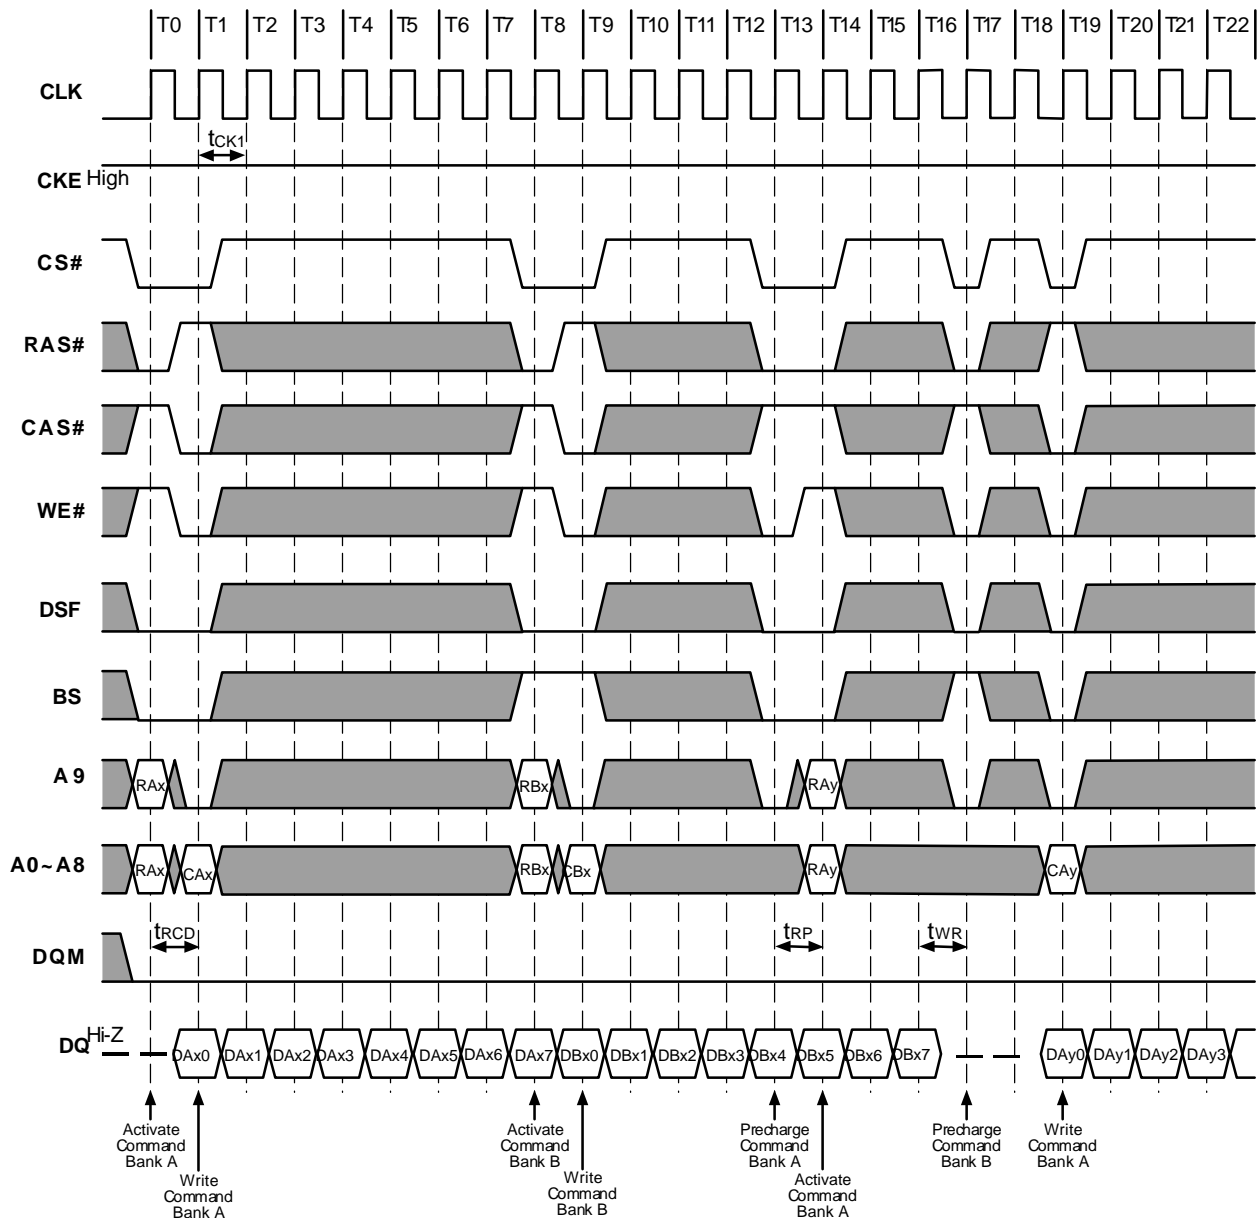 T0 T1 T2 T3 T4 T5 T6 T7 T8 T9 T10 T11 T12 T13 T14 T15 T16 T17 T18 T19 T20 T21 T22
CLK
tCK1
CKE High
CS#
RAS#
CAS#
WE#
DSF
BS
A9 RAx RBx RAy
A0~A8 RAx CAx RBx CBx RAy CAy
tRCD tRP tWR
DQM
Hi-Z
DQ DAx0 DAx1 DAx2 DAx3 DAx4 DAx5 DAx6 DAx7 DBx0 DBx1 DBx2 DBx3 DBx4 DBx5 DBx6 DBx7 DAy0 DAy1 DAy2 DAy3
Activate
Command
Bank A
Write
Command
Bank A
Activate
Command
Bank B
Write
Command
Bank B
Precharge
Command
Bank A
Activate
Command
Bank A
Precharge
Command
Bank B
Write
Command
Bank A